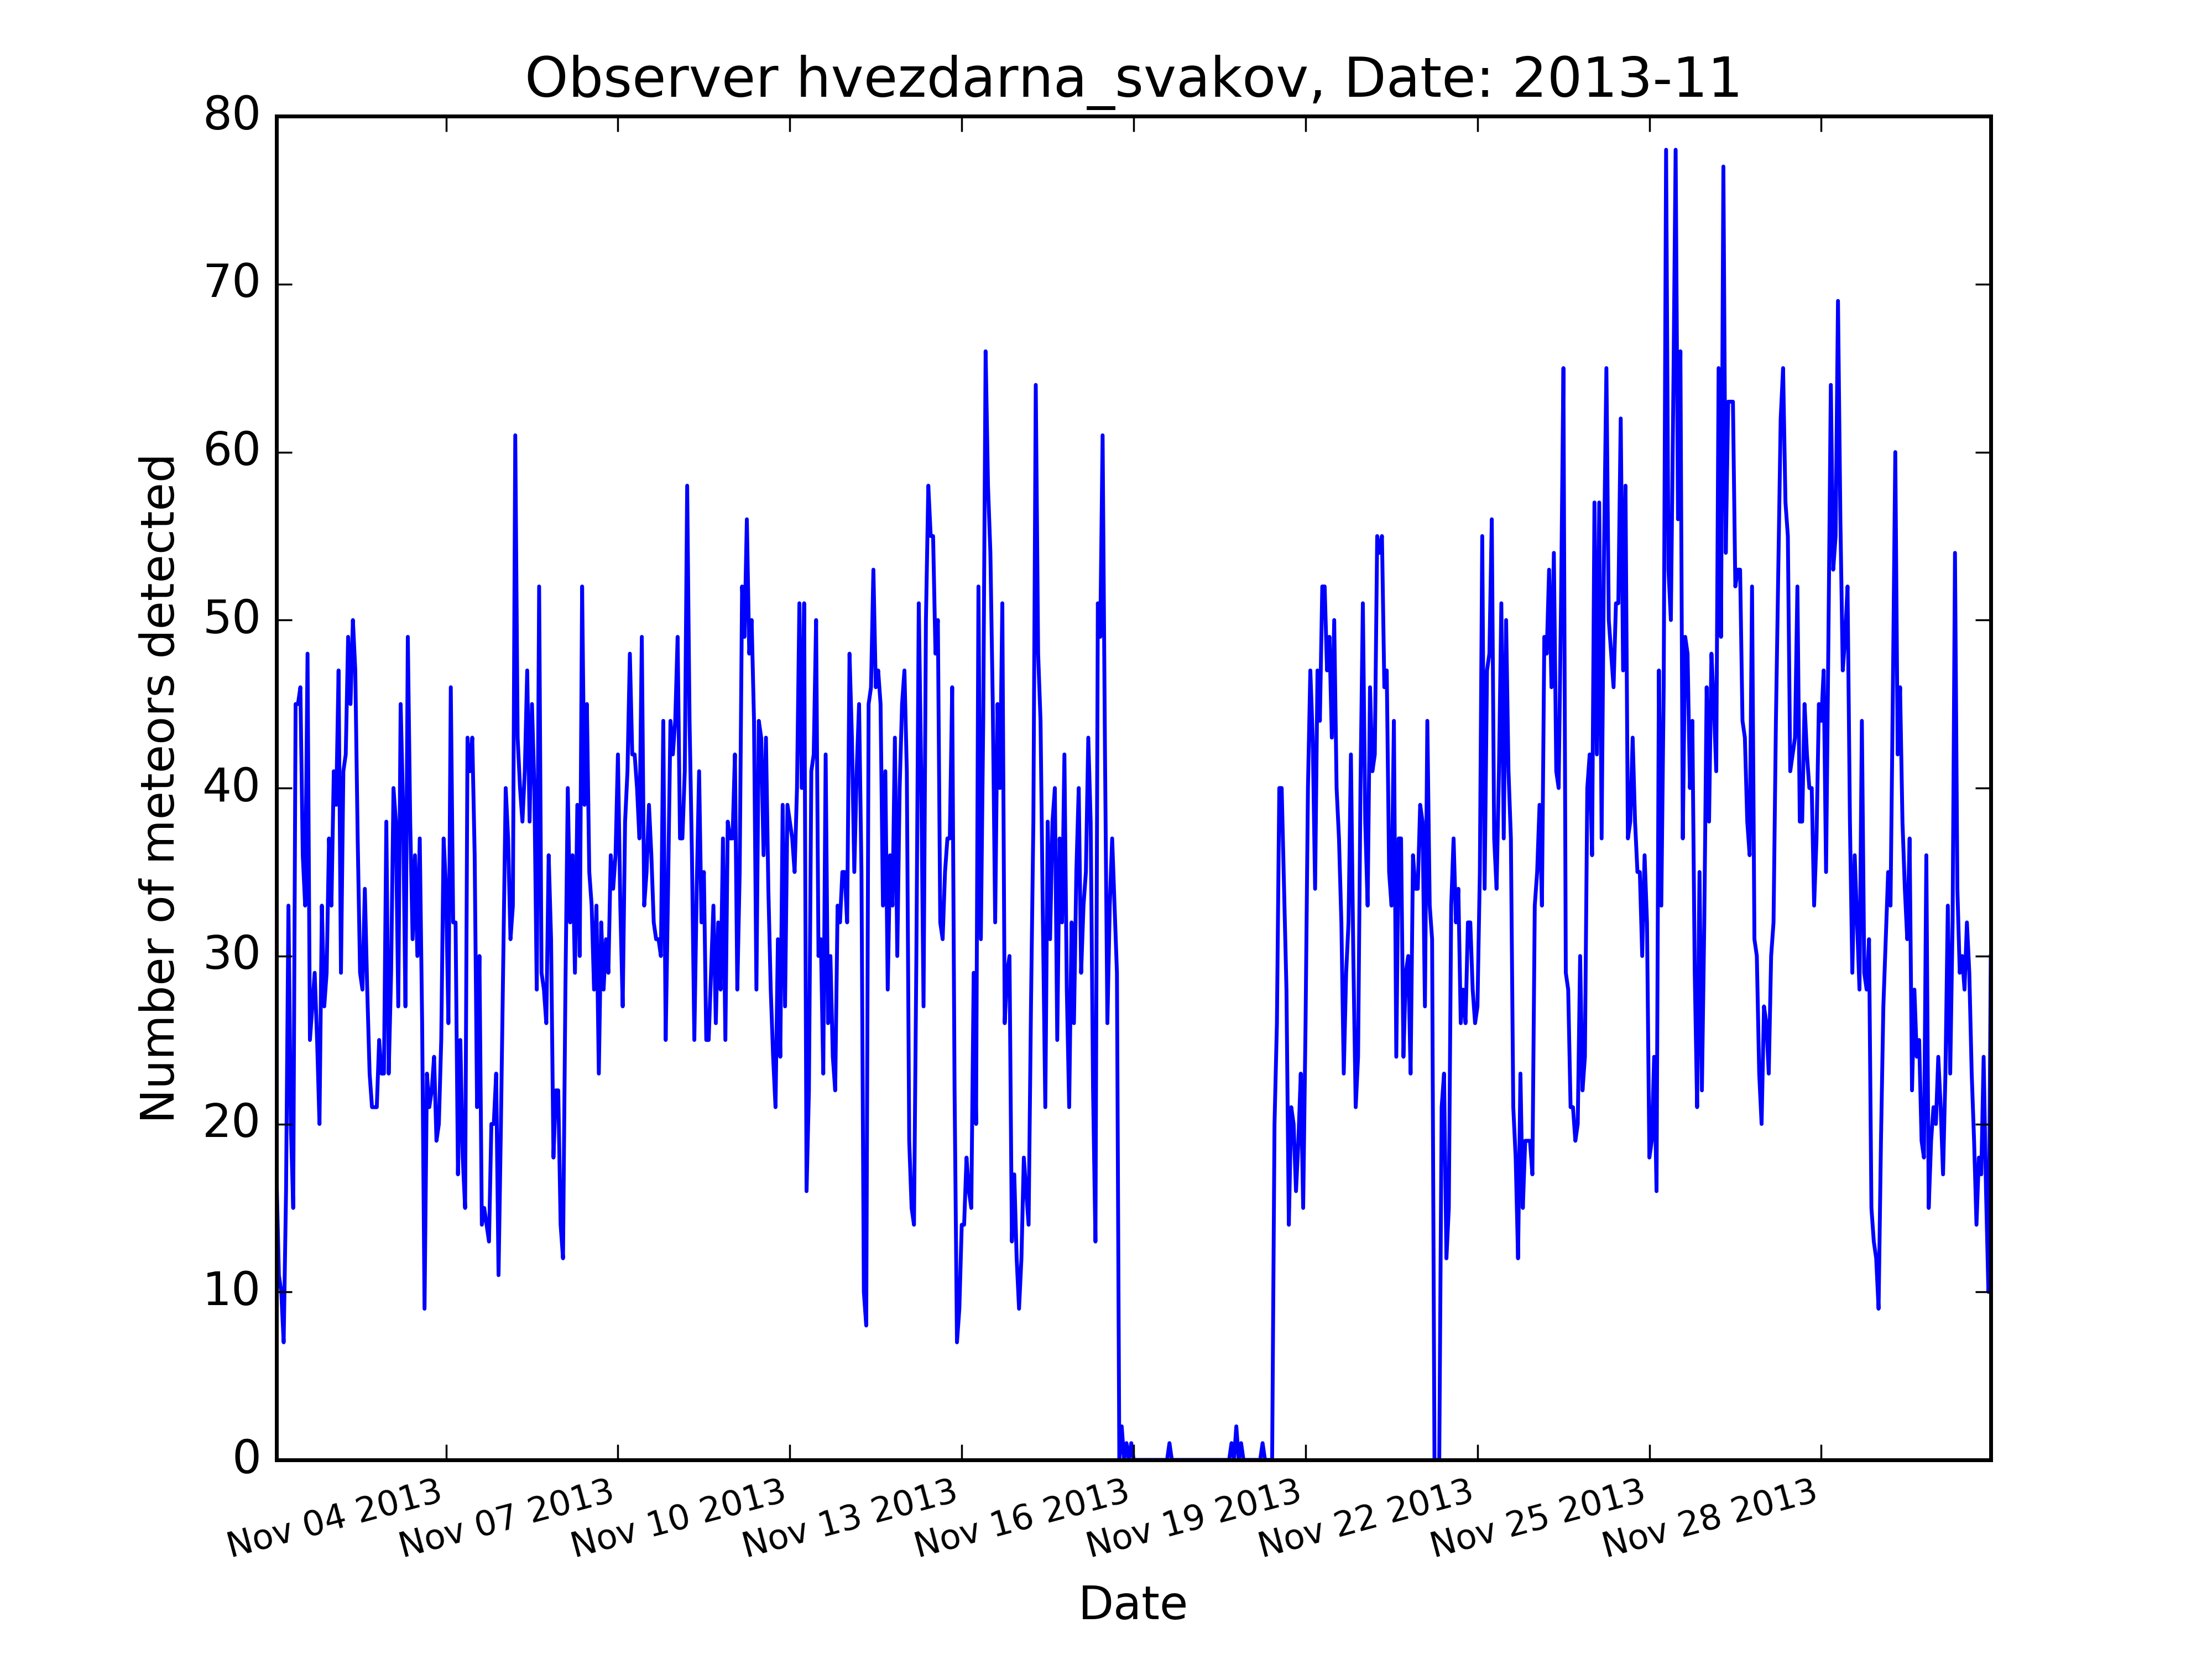 Observer hvezdarna_svakov, Date: 2013-11
Number of meteors detected
80
70
60
50
40
30
20
10
0
Nov 04 2013
Nov 07 2013
Nov 10 2013
Nov 13 2013
Nov 16 2013
Nov 19 2013
Nov 22 2013
Nov 25 2013
Nov 28 2013
Date